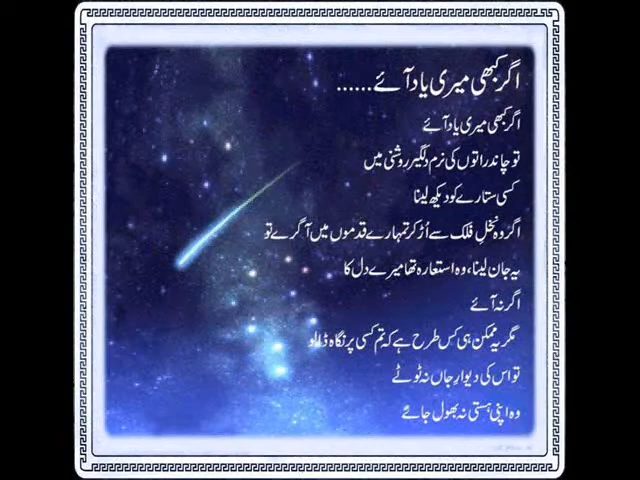 اگر کبھی میری یاد آئے......
اگر کبھی میری یاد آئے
تو چاند راتوں کی نرم دلگیر روشنی میں
کسی ستارے کو دیکھ لینا
اگر وہ نخلِ فلک سے اُڑ کر تمہارے قدموں میں آ گرے تو
یہ جان لینا، وہ استعارہ تھا میرے دل کا
اگر نہ آئے
مگر یہ ممکن ہی کس طرح ہے کہ تم کسی پر نگاہ ڈالو
تو اس کی دیوارِ جاں نہ ٹوٹے
وہ اپنی ہستی نہ بھول جائے